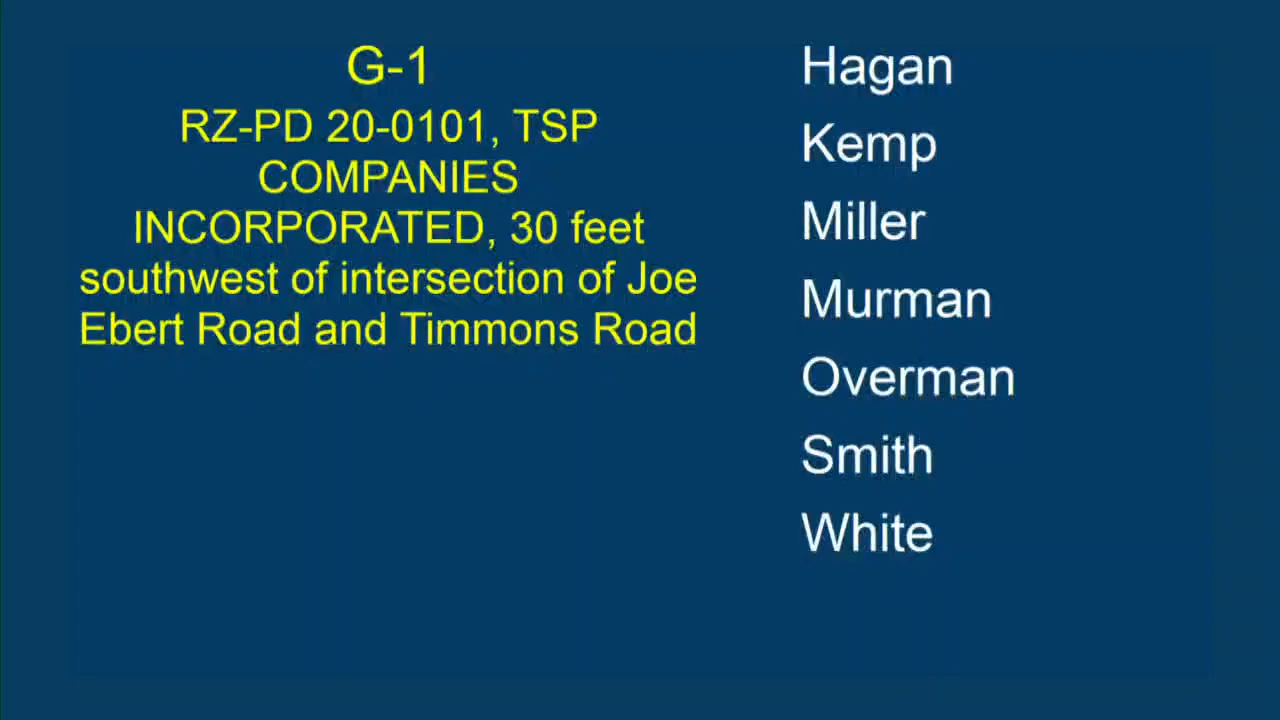 G-1
RZ-PD 20-0101, TSP
COMPANIES
INCORPORATED, 30 feet
southwest of intersection of Joe
Ebert Road and Timmons Road
Hagan
Kemp
Miller
Murman
Overman
Smith
White